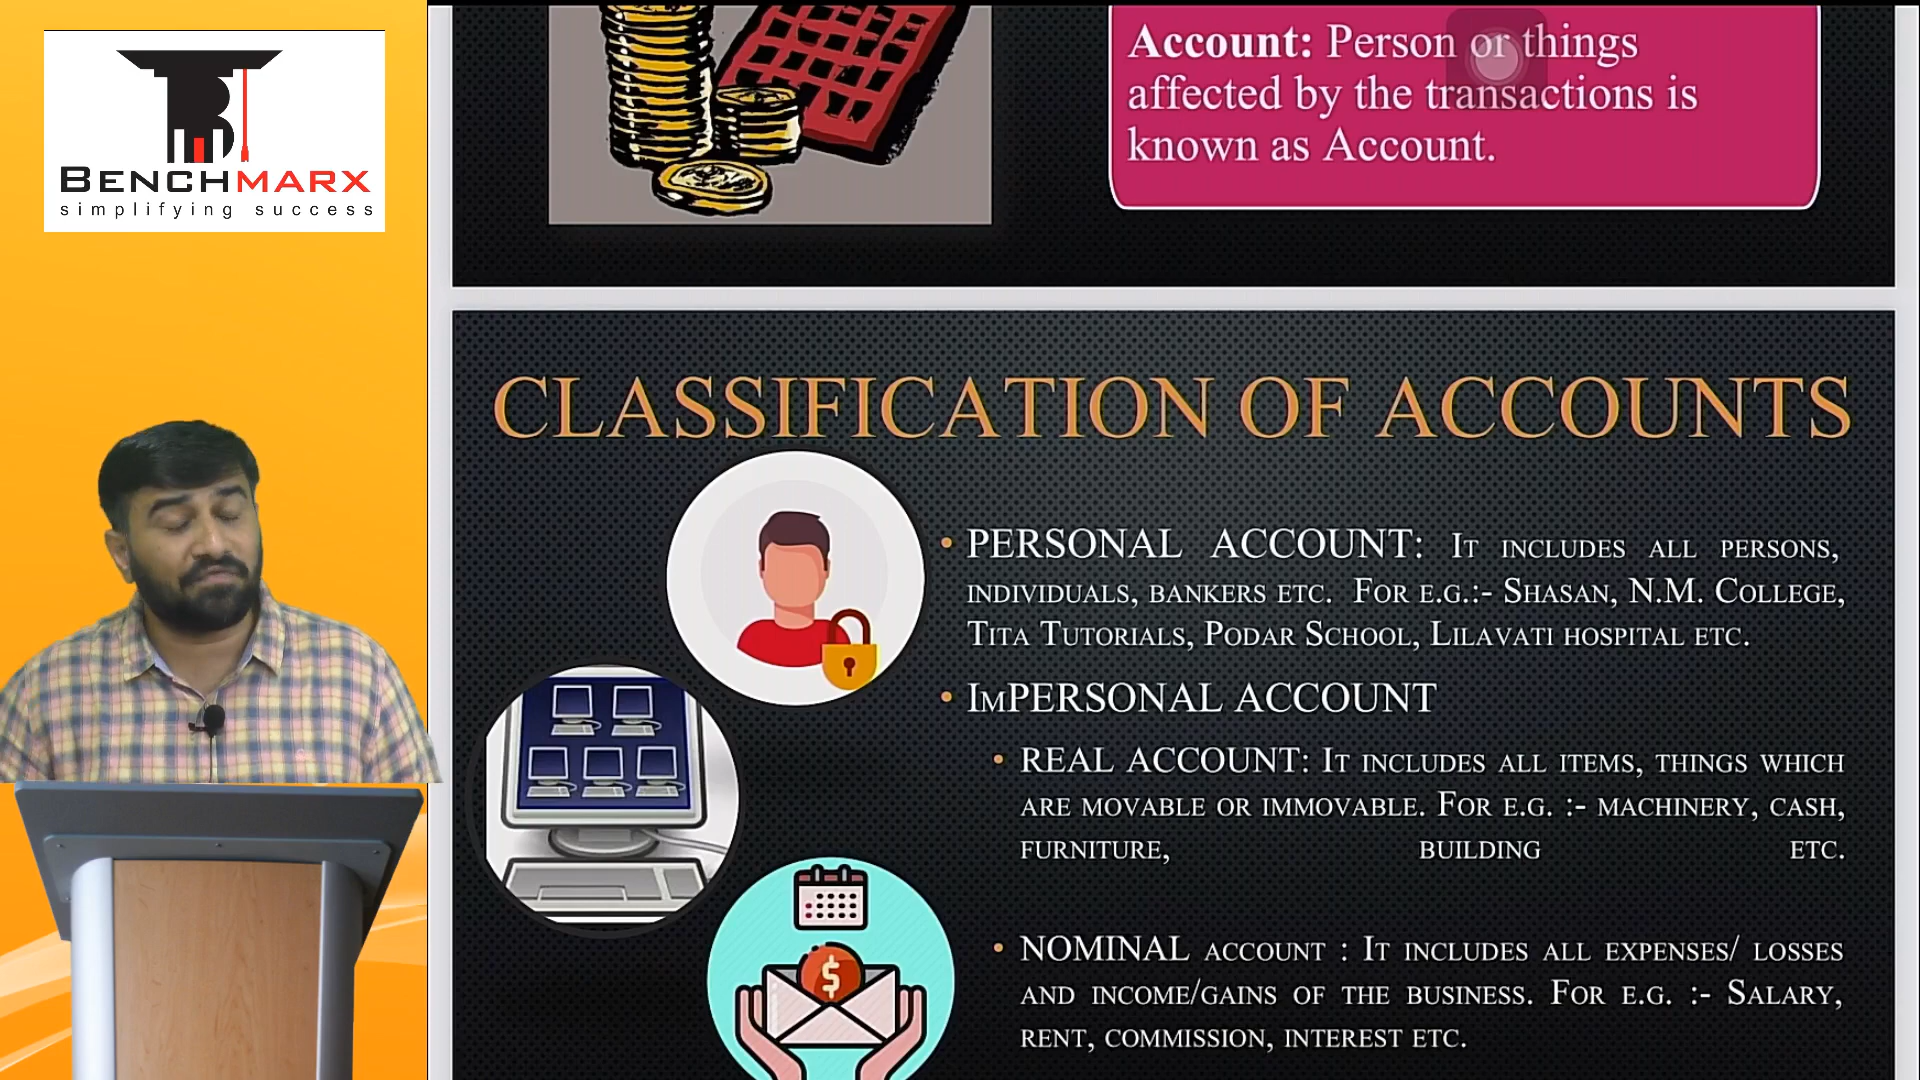 BENCHMARX
simplifying success
Account: Person or things
affected by the transactions is
known as Account.
CLASSIFICATION OF ACCOUNTS
• PERSONAL ACCOUNT: IT INCLUDES ALL PERSONS,
INDIVIDUALS, BANKERS ETC. FOR E.G.:- SHASAN, N.M. COLLEGE,
TITA TUTORIALS, PODAR SCHOOL, LILAVATI HOSPITAL ETC.
• IMPERSONAL ACCOUNT
• REAL ACCOUNT: IT INCLUDES ALL ITEMS, THINGS WHICH
ARE MOVABLE OR IMMOVABLE. FOR E.G. :- MACHINERY, CASH,
FURNITURE, BUILDING ETC.
• NOMINAL ACCOUNT : IT INCLUDES ALL EXPENSES/ LOSSES
AND INCOME/GAINS OF THE BUSINESS. FOR E.G. :- SALARY,
RENT, COMMISSION, INTEREST ETC.